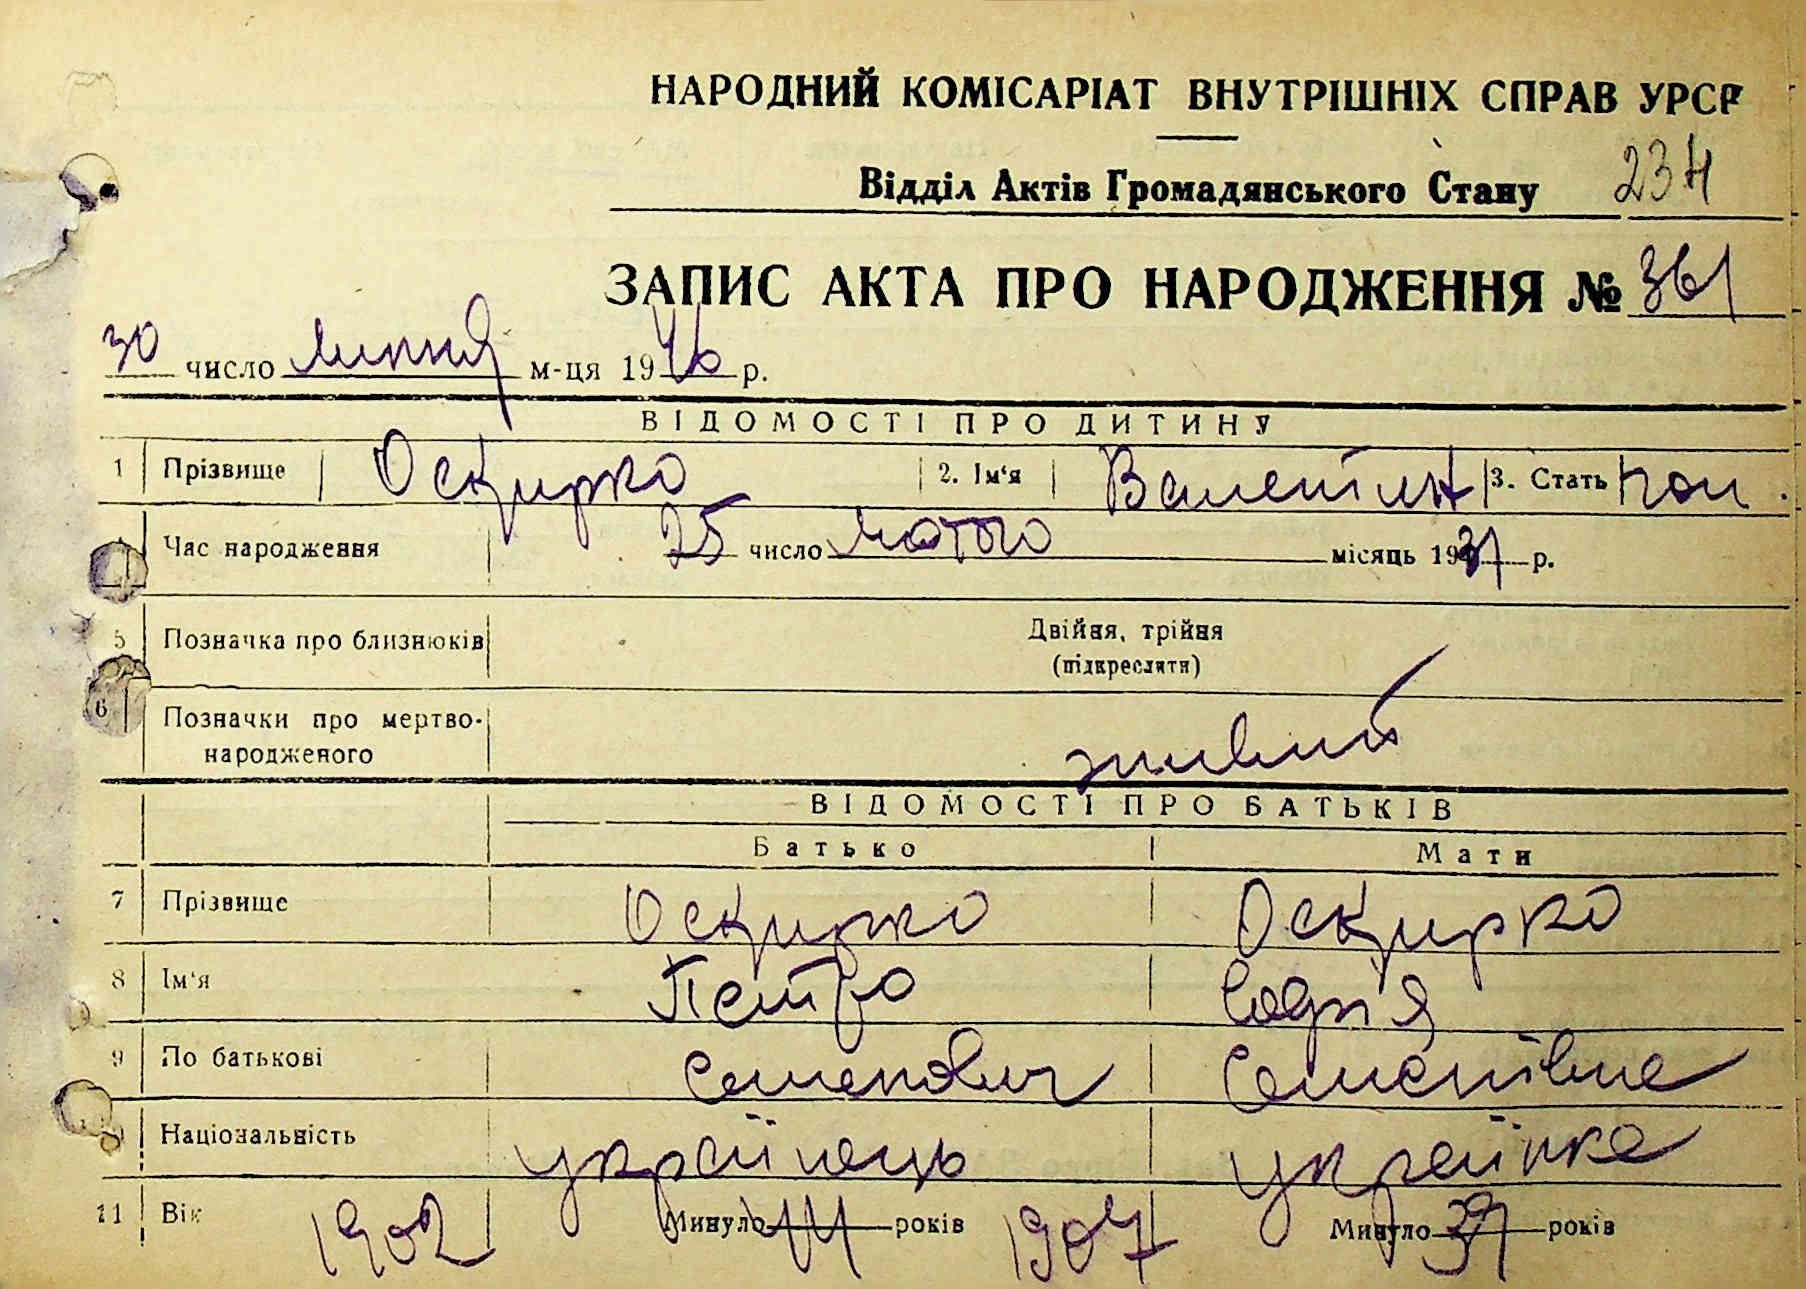 НАРОДНИЙ КОМІСАРІАТ ВНУТРІШНІХ СПРАВ УРСР
Відділ Актів Громадянського Стану 234
ЗАПИС АКТА ПРО НАРОДЖЕННЯ № 361
30 число липня м-ця 1946 р.
ВІДОМОСТІ ПРО ДИТИНУ
1 Прізвище Оскирко 2. Ім'я Валентін 3. Стать чол.
Час народження 25 число лютого місяць 1931 р.
5 Позначка про близнюків Двійня, трійня
(підкреслити)
6 Позначки про мертво-
народженого живий
ВІДОМОСТІ ПРО БАТЬКІВ
Батько Мати
7 Прізвище Оскирко Оскирко
8 Ім'я Петро Софія
9 По батькові Семенович Семенівна
Національність українець українка
11 Вік 1902 Минуло 44 років 1907 Минуло 39 років